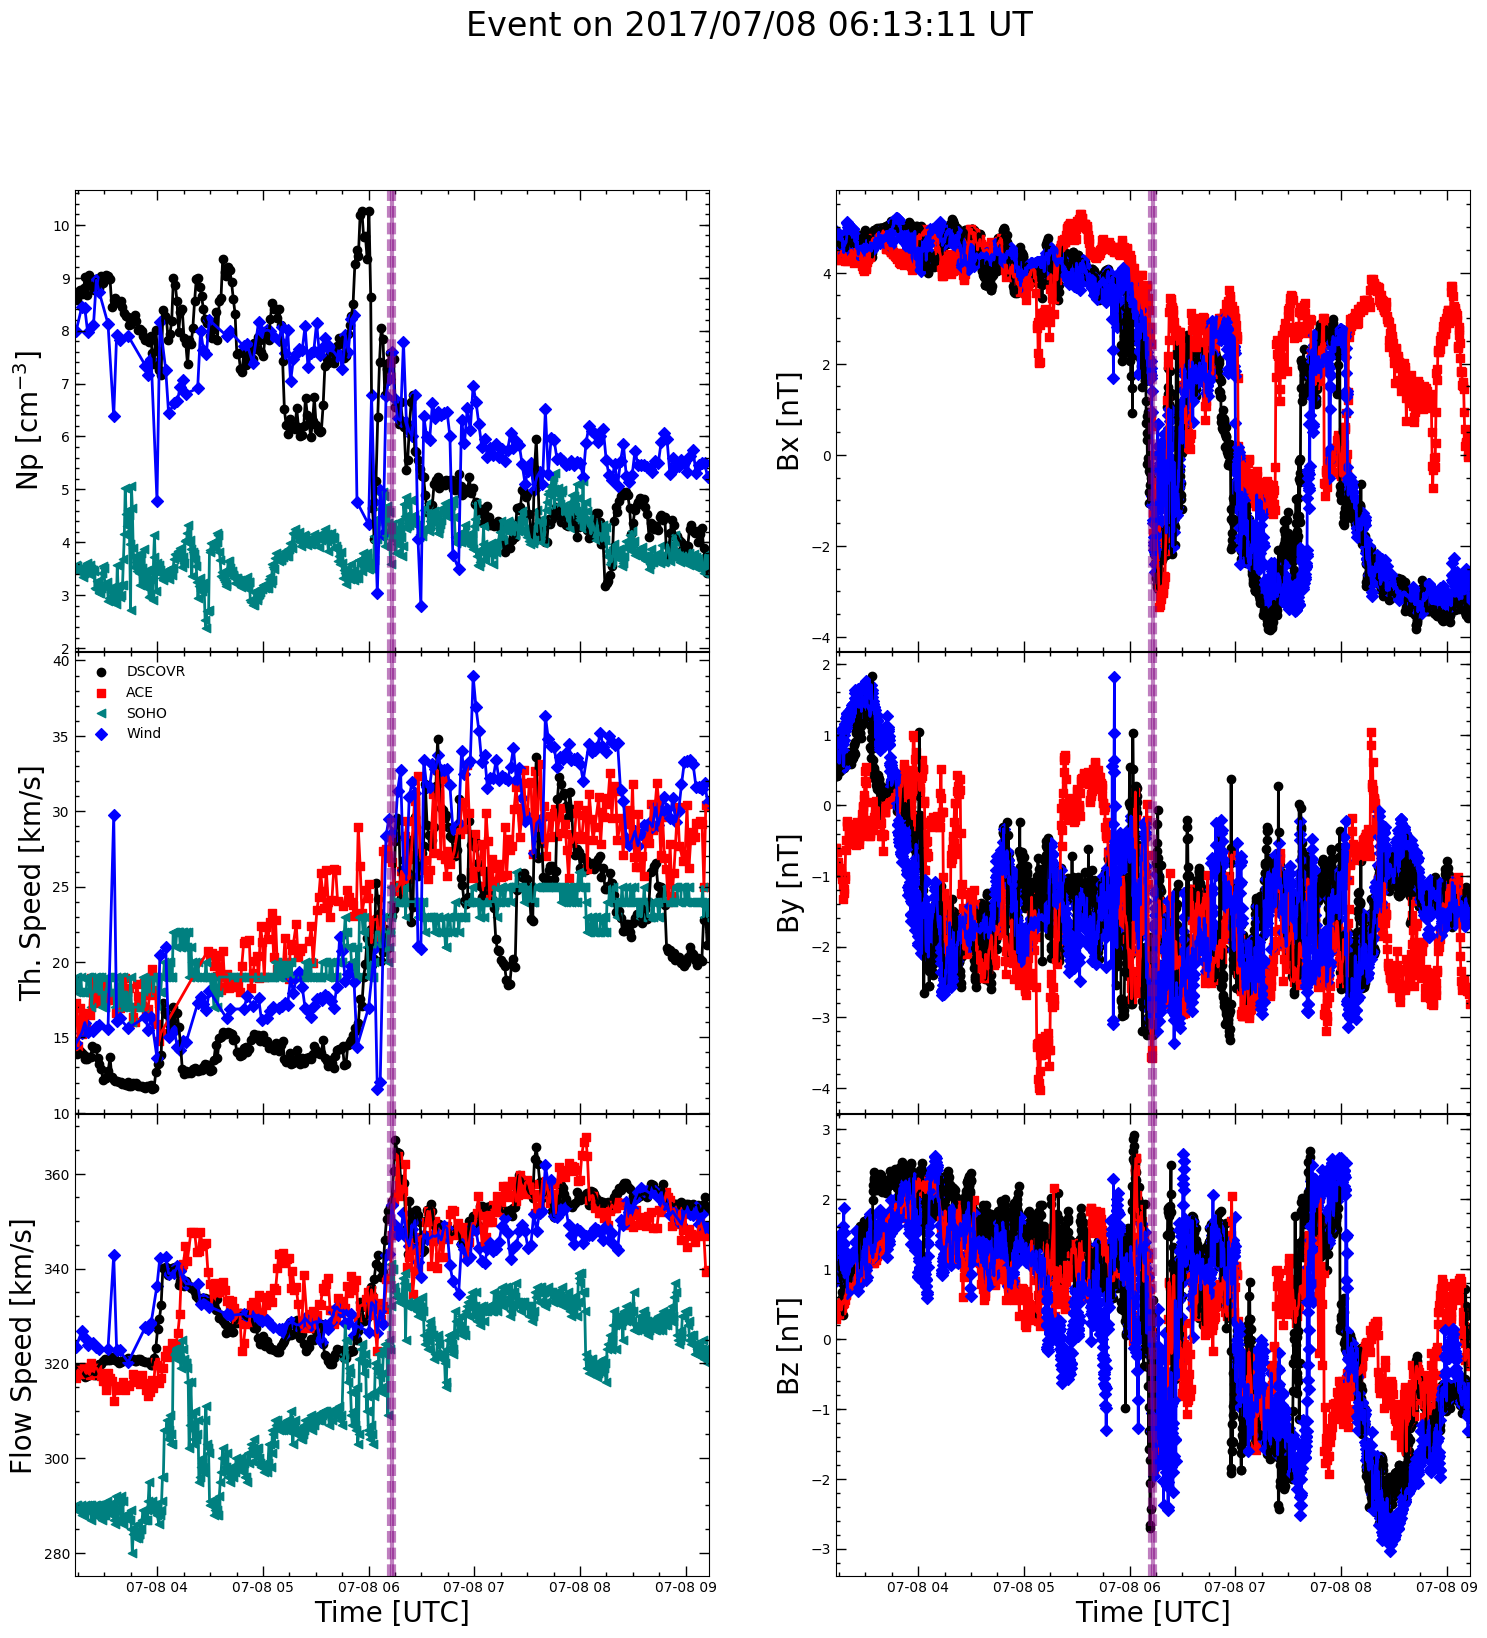 Event on 2017/07/08 06:13:11 UT
Np [cm⁻³]
10
9
8
7
6
5
4
3
2
Bx [nT]
4
2
0
−2
−4
Th. Speed [km/s]
40
35
30
25
20
15
10
DSCOVR
ACE
SOHO
Wind
By [nT]
2
1
0
−1
−2
−3
−4
Flow Speed [km/s]
360
340
320
300
280
Bz [nT]
3
2
1
0
−1
−2
−3
07-08 04 07-08 05 07-08 06 07-08 07 07-08 08 07-08 09
Time [UTC]
07-08 04 07-08 05 07-08 06 07-08 07 07-08 08 07-08 09
Time [UTC]